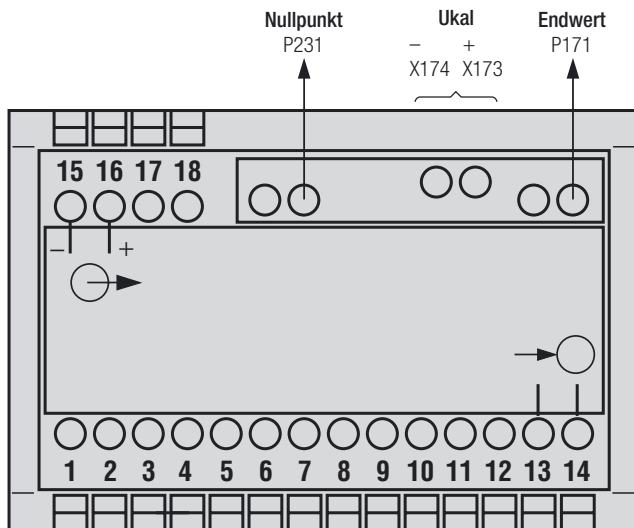 Nullpunkt Ukal Endwert
P231 – + P171
X174 X173
15 16 17 18
– +
1 2 3 4 5 6 7 8 9 10 11 12 13 14